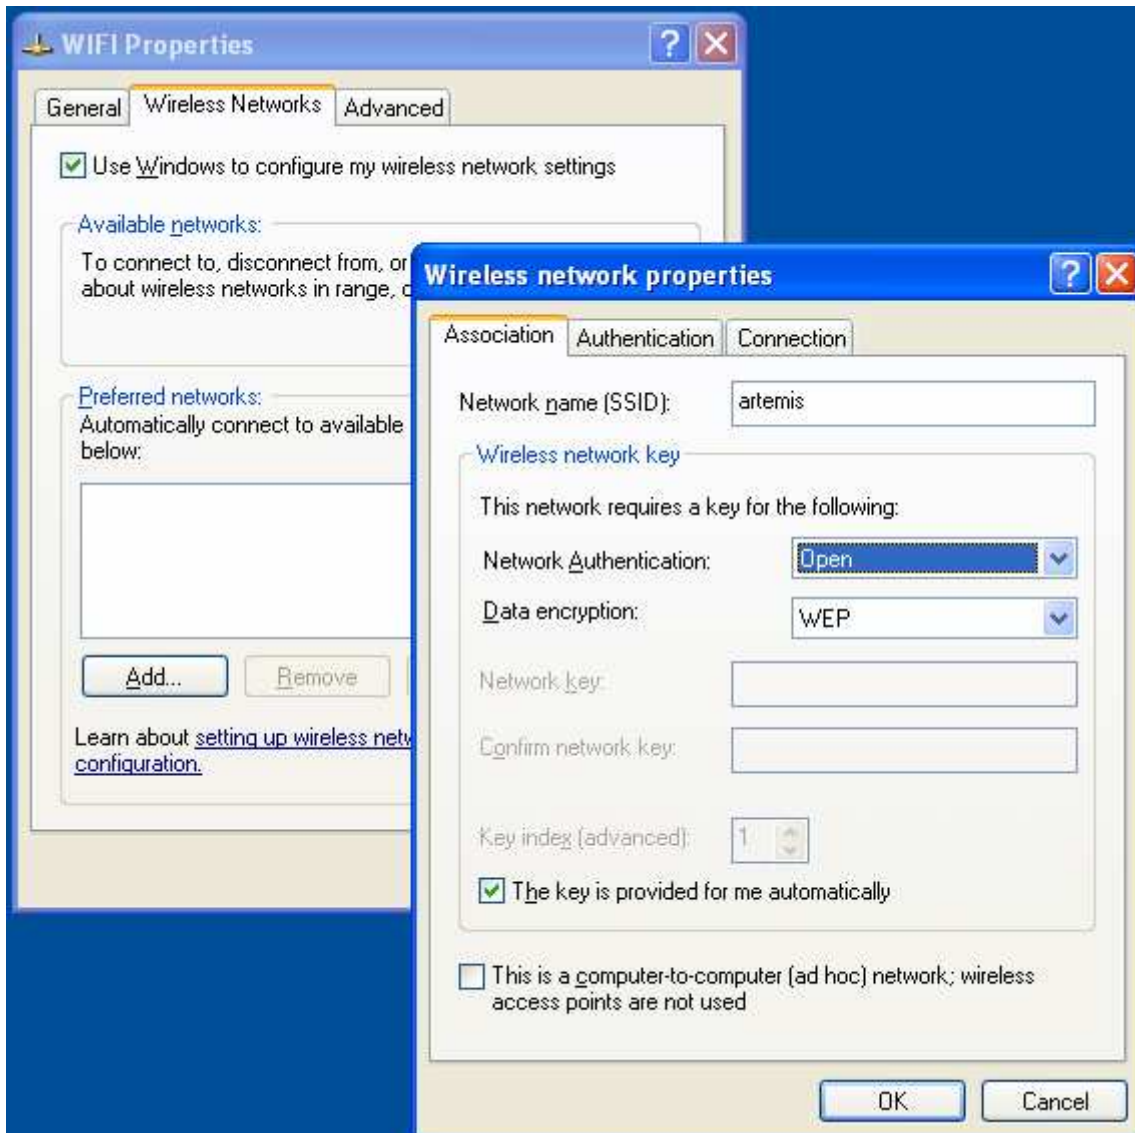 WIFI Properties
General Wireless Networks Advanced
Use Windows to configure my wireless network settings
Available networks:
To connect to, disconnect from, or
about wireless networks in range,
Preferred networks:
Automatically connect to available
below:
Add... Remove
Learn about setting up wireless
configuration.
Wireless network properties
Association Authentication Connection
Network name (SSID): artemis
Wireless network key
This network requires a key for the following:
Network Authentication: Open
Data encryption: WEP
Network key:
Confirm network key:
Key index (advanced): 1
The key is provided for me automatically
This is a computer-to-computer (ad hoc) network; wireless
access points are not used
OK Cancel